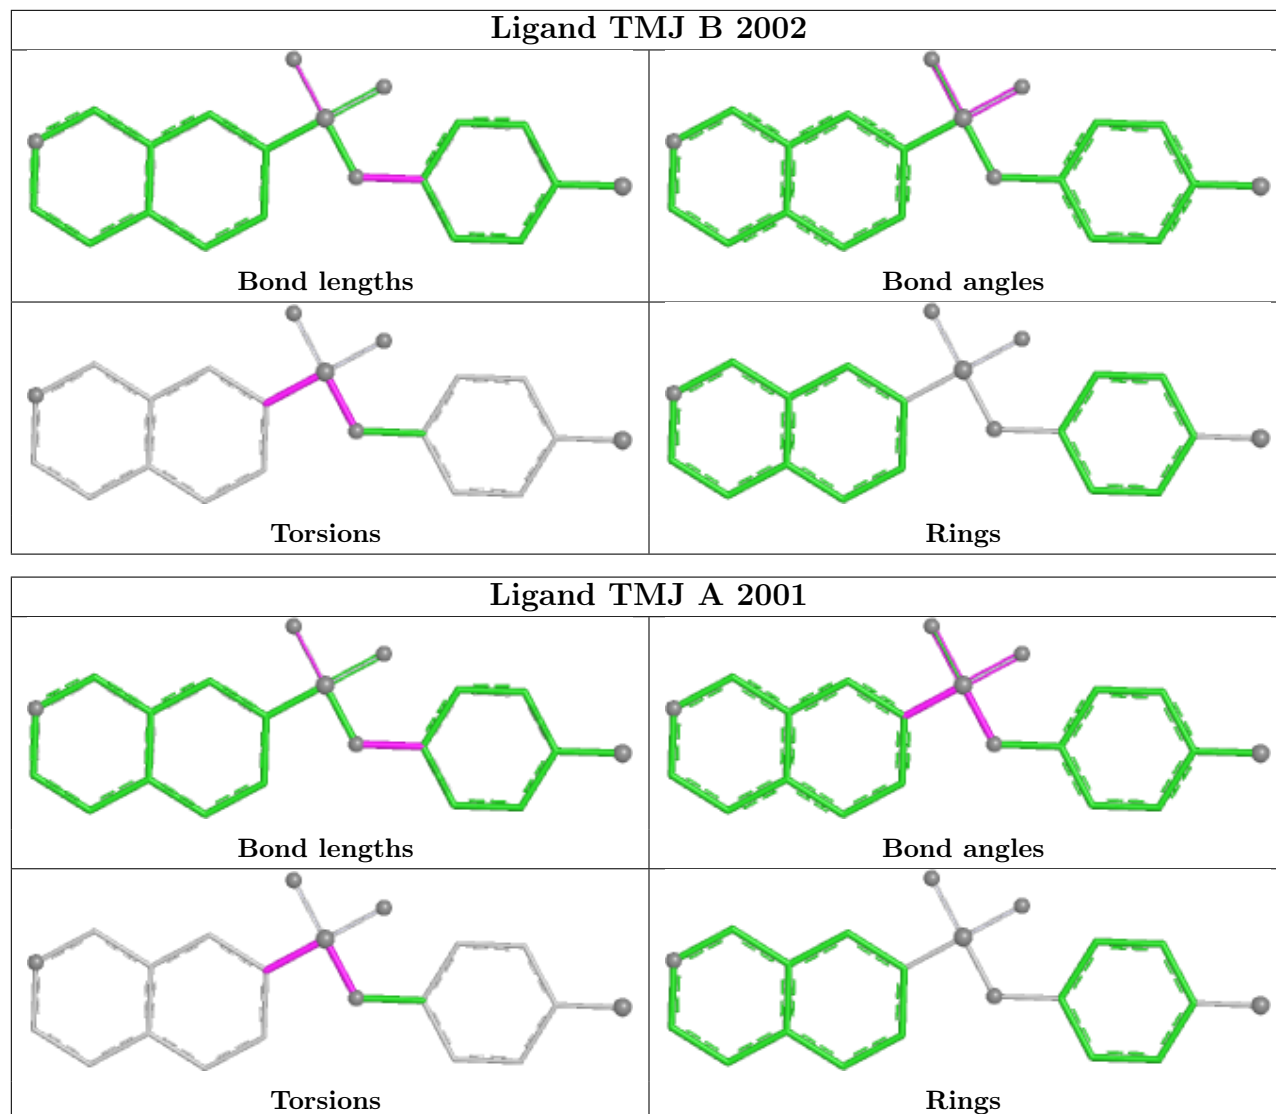 Ligand TMJ B 2002
Bond lengths
Bond angles
Torsions
Rings
Ligand TMJ A 2001
Bond lengths
Bond angles
Torsions
Rings